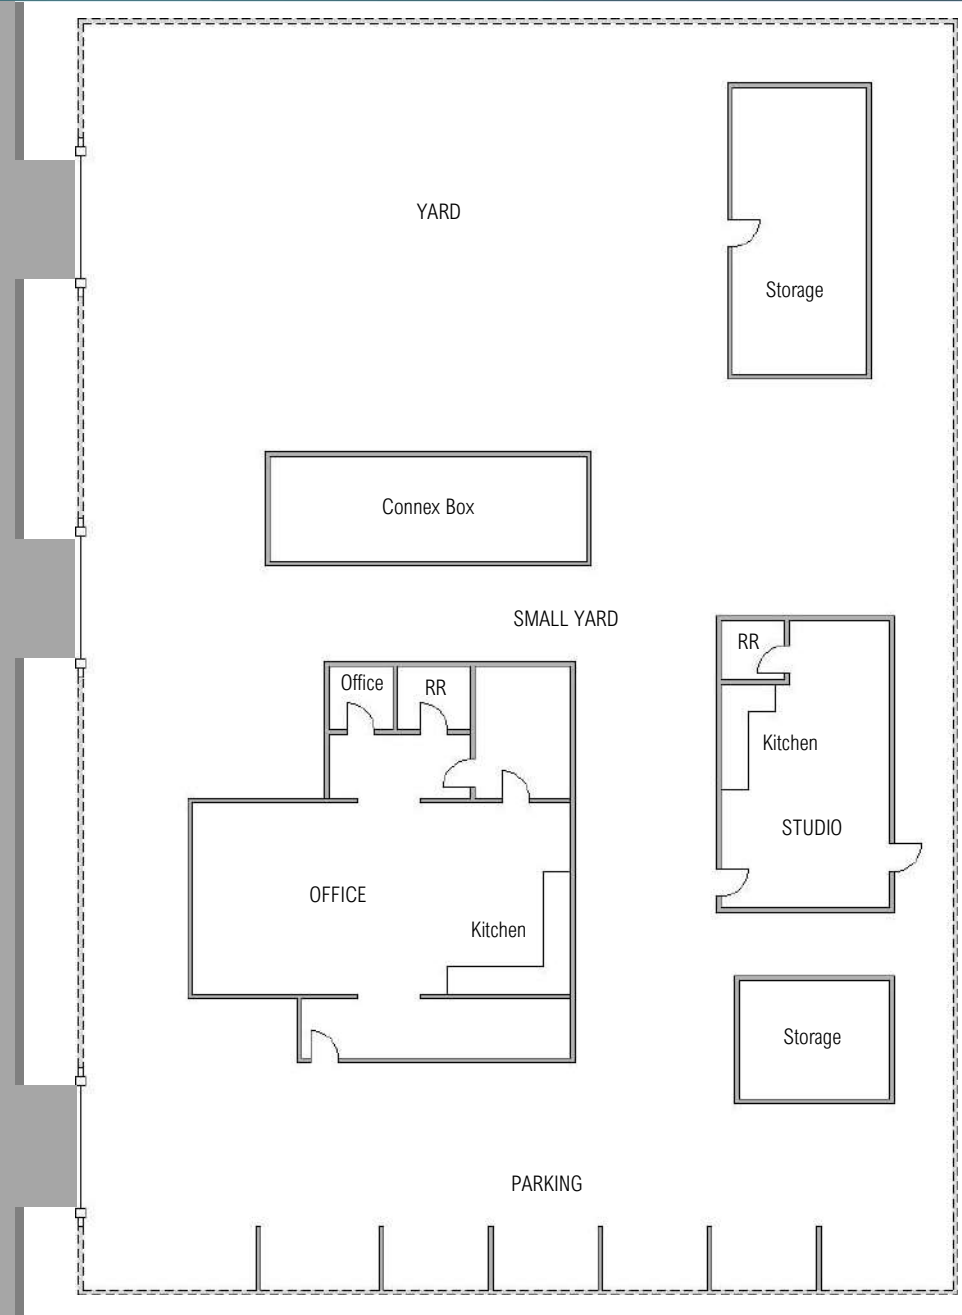 YARD
Storage
Connex Box
SMALL YARD
RR
Office
RR
Kitchen
STUDIO
OFFICE
Kitchen
Storage
PARKING